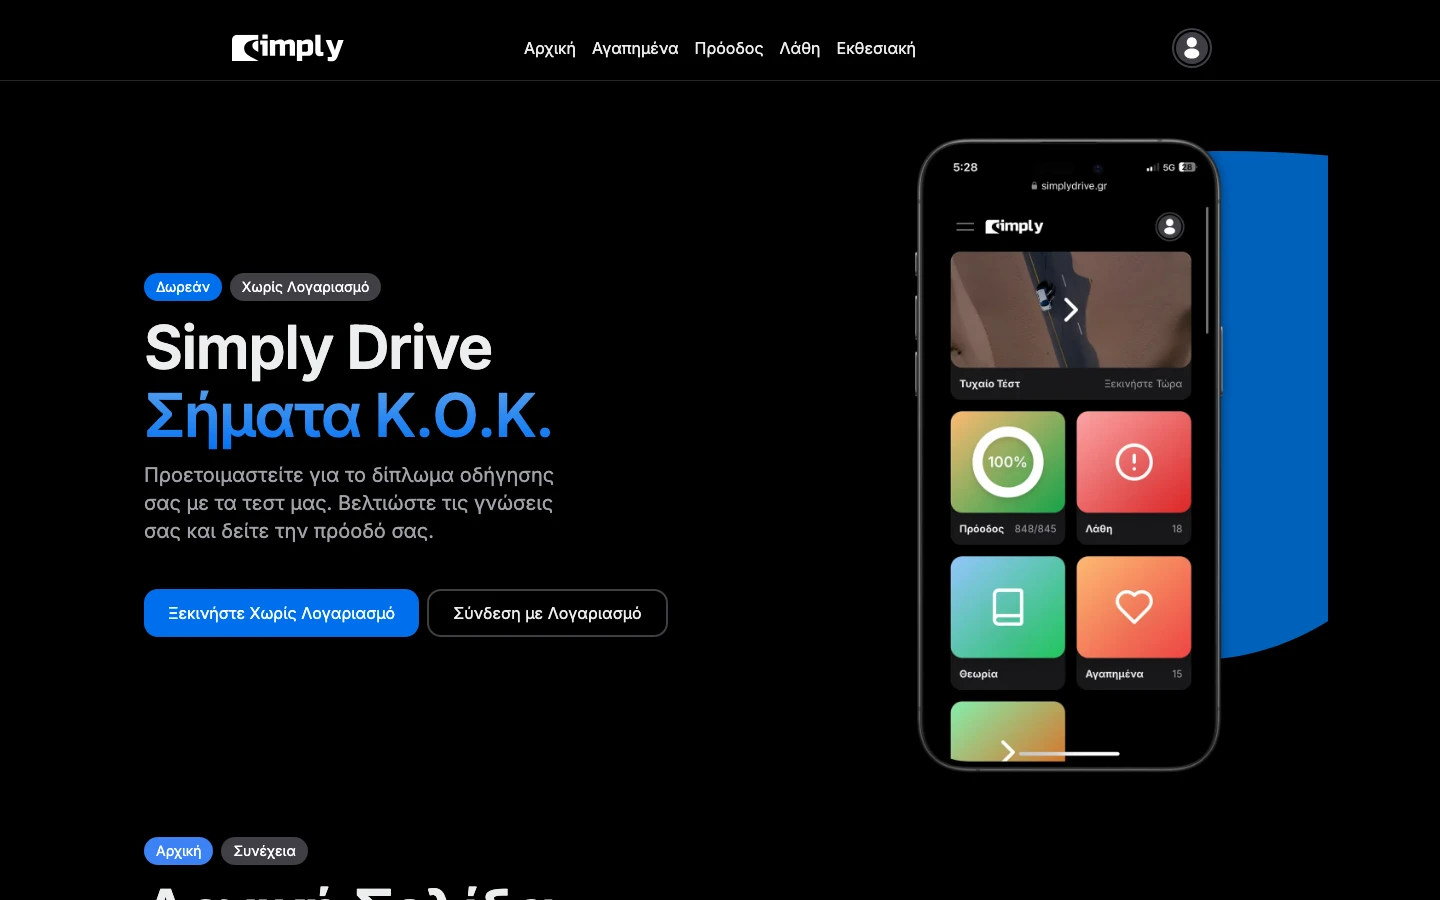 Simply
Αρχική Αγαπημένα Πρόοδος Λάθη Εκθεσιακή
Δωρεάν
Χωρίς Λογαριασμό
Simply Drive
Σήματα Κ.Ο.Κ.
Προετοιμαστείτε για το δίπλωμα οδήγησης
σας με τα τεστ μας. Βελτιώστε τις γνώσεις
σας και δείτε την πρόοδό σας.
Ξεκινήστε Χωρίς Λογαριασμό
Σύνδεση με Λογαριασμό
5:28
5G 28
simplydrive.gr
Simply
Τυχαίο Τέστ
Ξεκινήστε Τώρα
100%
Πρόοδος 848/845
Λάθη 18
Θεωρία
Αγαπημένα 15
Αρχική
Συνέχεια
Αρχική Σελίδα